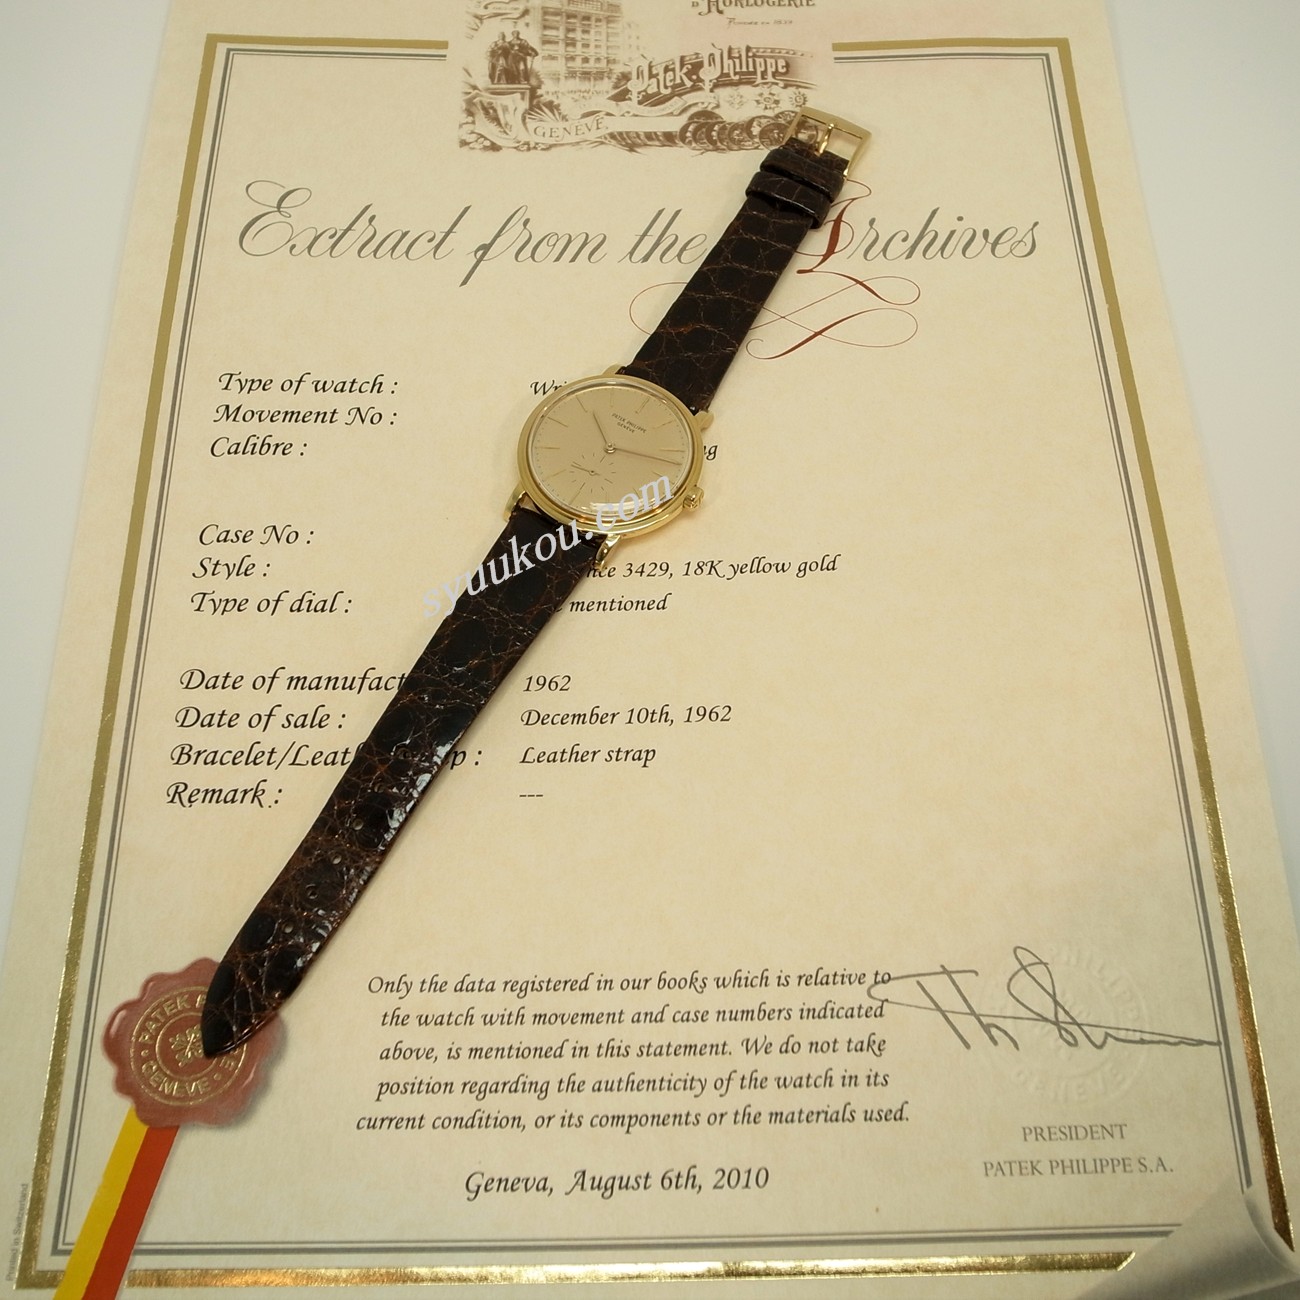 D'HORLOGERIE
Patek Philippe
GENÈVE
Extract from the Archives
Type of watch :
Movement No :
Calibre :
PATEK PHILIPPE
GENEVE
Case No :
Style : 3429, 18K yellow gold
Type of dial : mentioned
Date of manufact 1962
Date of sale : December 10th, 1962
Bracelet/Leat p : Leather strap
Remark : ---
syuukou.com
Only the data registered in our books which is relative to
the watch with movement and case numbers indicated
above, is mentioned in this statement. We do not take
position regarding the authenticity of the watch in its
current condition, or its components or the materials used.
Geneva, August 6th, 2010
PRESIDENT
PATEK PHILIPPE S.A.
PATEK
GENEVE
Printed in Switzerland